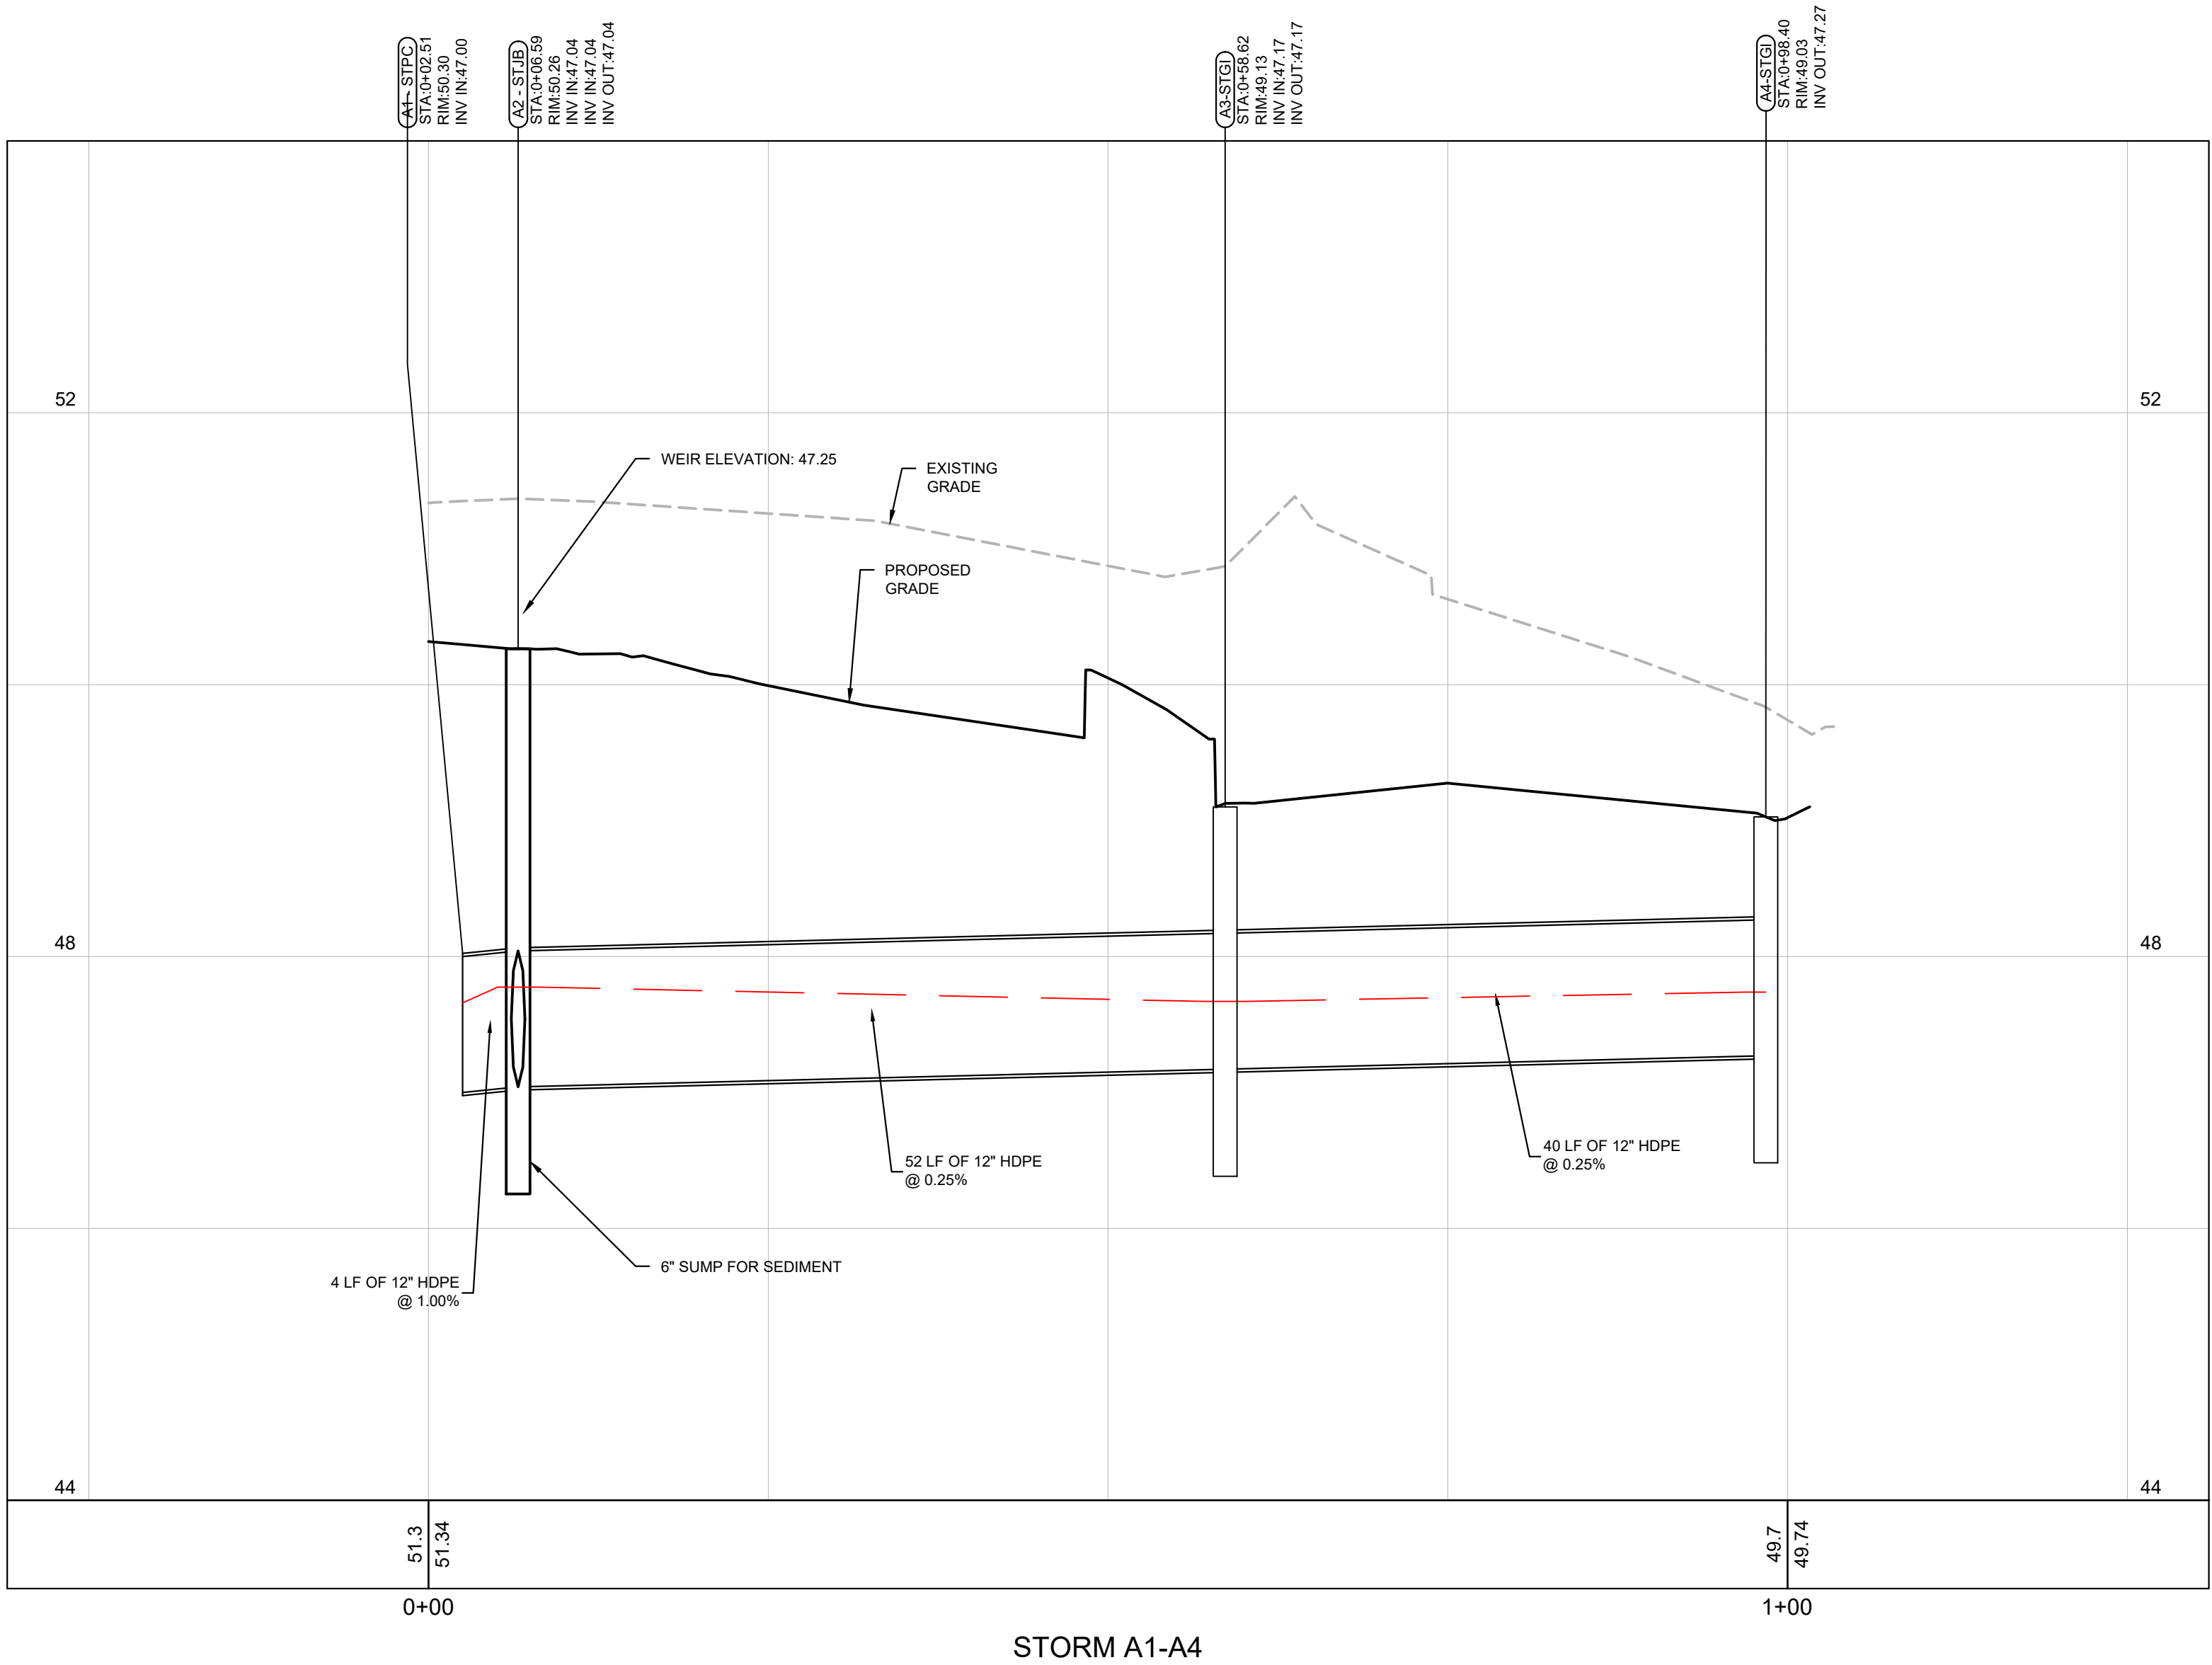 A1 - STPC
STA:0+02.51
RIM:50.30
INV IN:47.00
A2 - STJB
STA:0+06.59
RIM:50.26
INV IN:47.04
INV IN:47.04
INV OUT:47.04
A3-STGI
STA:0+58.62
RIM:49.13
INV IN:47.17
INV OUT:47.17
A4-STGI
STA:0+98.40
RIM:49.03
INV OUT:47.27
52
52
WEIR ELEVATION: 47.25
EXISTING
GRADE
PROPOSED
GRADE
48
48
52 LF OF 12" HDPE
@ 0.25%
40 LF OF 12" HDPE
@ 0.25%
6" SUMP FOR SEDIMENT
4 LF OF 12" HDPE
@ 1.00%
44
44
51.3
51.34
49.7
49.74
0+00
1+00
STORM A1-A4